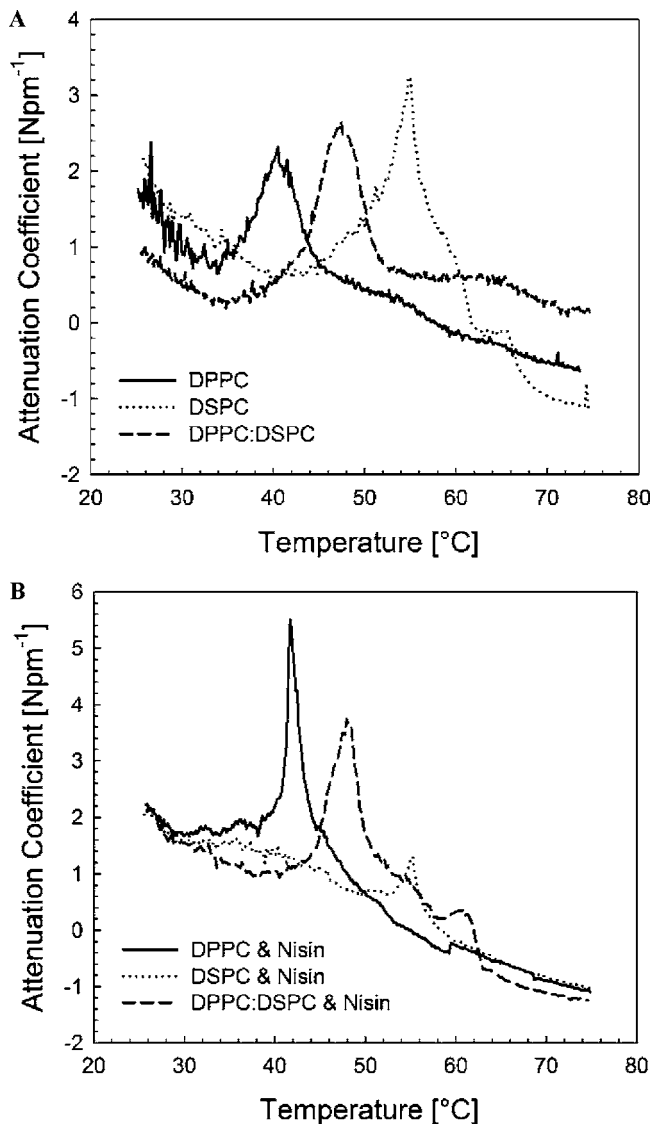 A
Attenuation Coefficient [Npm⁻¹]
4
3
2
1
0
-1
-2
DPPC
DSPC
DPPC:DSPC
20 30 40 50 60 70 80
Temperature [°C]
B
Attenuation Coefficient [Npm⁻¹]
6
5
4
3
2
1
0
-1
-2
DPPC & Nisin
DSPC & Nisin
DPPC:DSPC & Nisin
20 30 40 50 60 70 80
Temperature [°C]